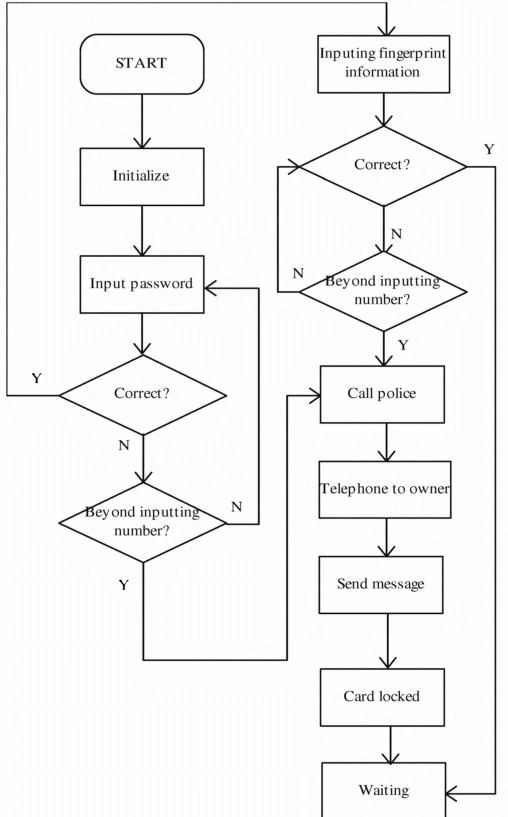 START
Initialize
Input password
Correct?
Y
N
Beyond inputting
number?
N
Y
Inputing fingerprint
information
Correct?
Y
N
Beyond inputting
number?
N
Y
Call police
Telephone to owner
Send message
Card locked
Waiting